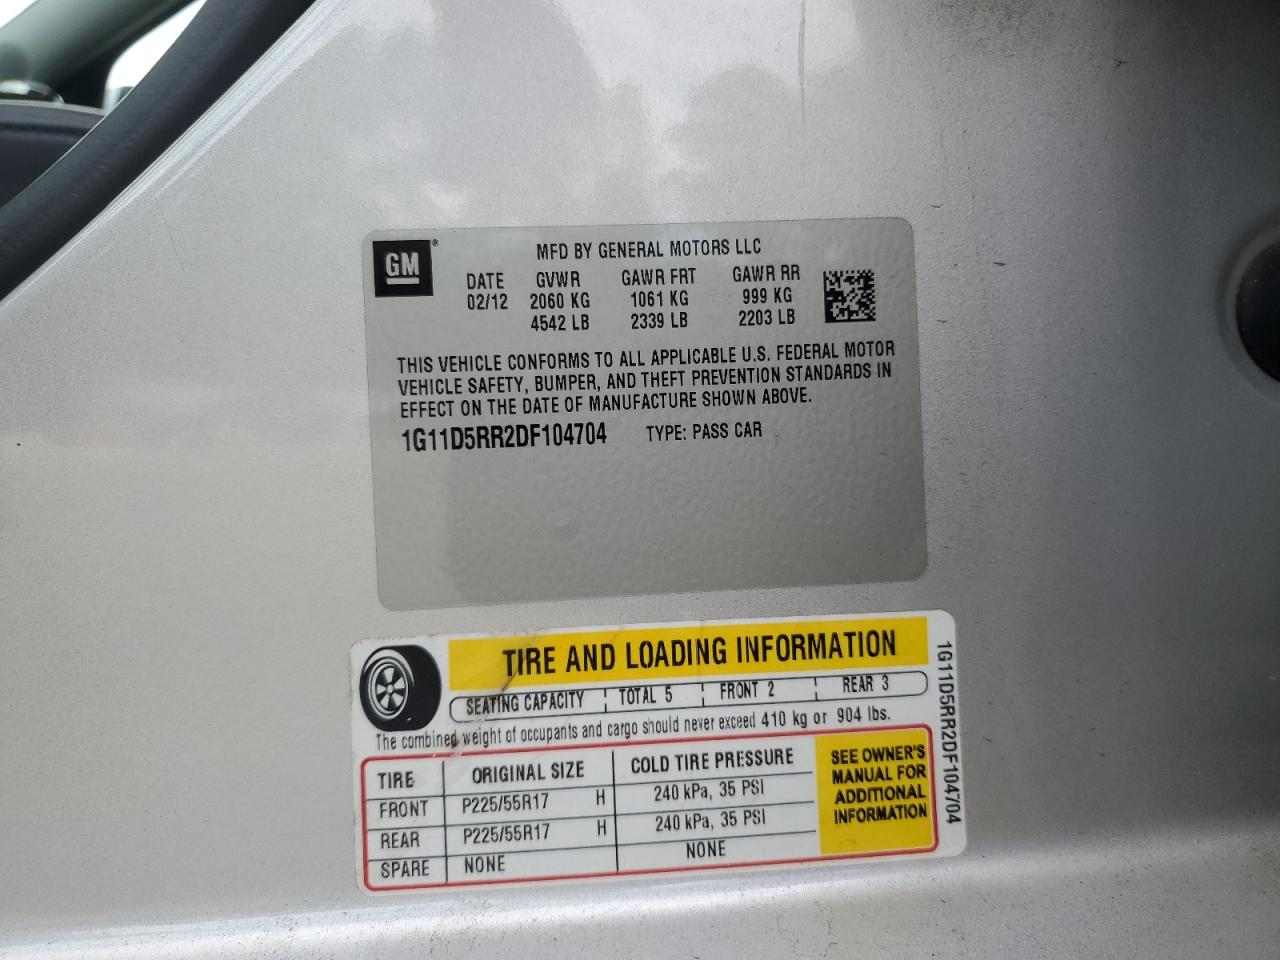 GM ®
MFD BY GENERAL MOTORS LLC
DATE GVWR GAWR FRT GAWR RR
02/12 2060 KG 1061 KG 999 KG
4542 LB 2339 LB 2203 LB
THIS VEHICLE CONFORMS TO ALL APPLICABLE U.S. FEDERAL MOTOR
VEHICLE SAFETY, BUMPER, AND THEFT PREVENTION STANDARDS IN
EFFECT ON THE DATE OF MANUFACTURE SHOWN ABOVE.
1G11D5RR2DF104704 TYPE: PASS CAR
TIRE AND LOADING INFORMATION
SEATING CAPACITY TOTAL 5 FRONT 2 REAR 3
The combined weight of occupants and cargo should never exceed 410 kg or 904 lbs.
TIRE ORIGINAL SIZE COLD TIRE PRESSURE
FRONT P225/55R17 H 240 kPa, 35 PSI
REAR P225/55R17 H 240 kPa, 35 PSI
SPARE NONE NONE
SEE OWNER'S
MANUAL FOR
ADDITIONAL
INFORMATION
1G11D5RR2DF104704